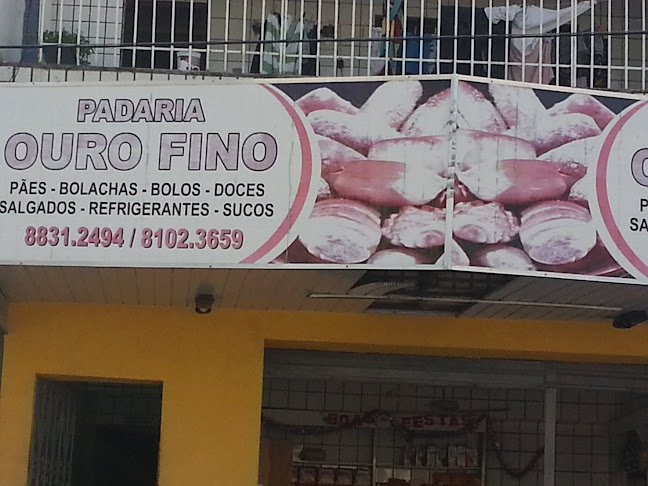 PADARIA
OURO FINO
PÃES - BOLACHAS - BOLOS - DOCES
SALGADOS - REFRIGERANTES - SUCOS
8831.2494 / 8102.3659
BOAS FESTAS